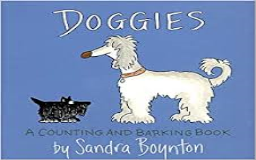 DOGGIES
A COUNTING AND BARKING BOOK
by Sandra Boynton